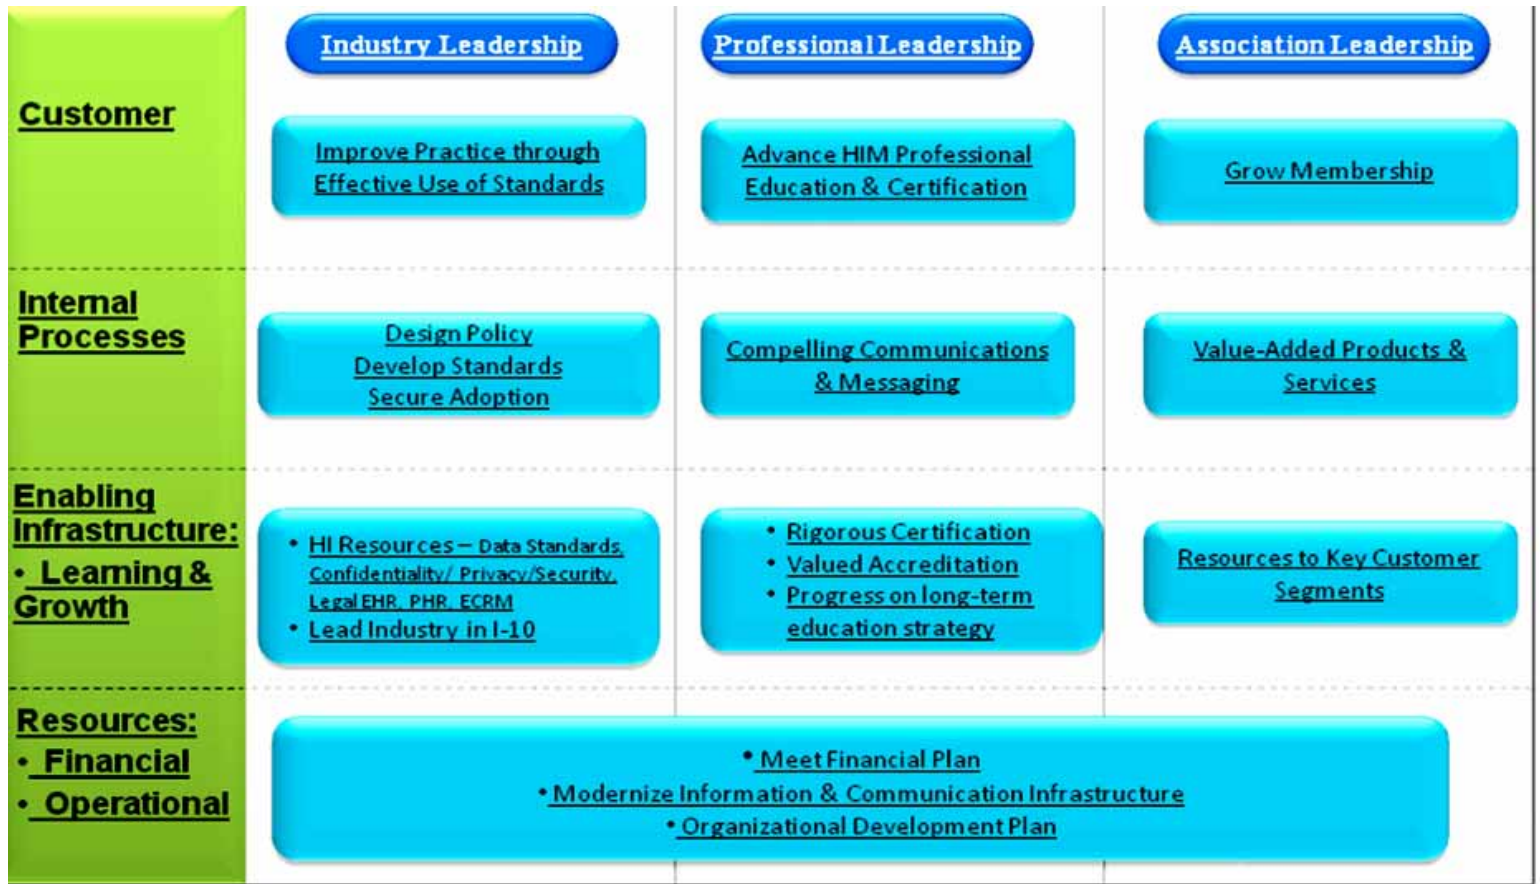 Industry Leadership
Professional Leadership
Association Leadership
Customer
Improve Practice through
Effective Use of Standards
Advance HIM Professional
Education & Certification
Grow Membership
Internal
Processes
Design Policy
Develop Standards
Secure Adoption
Compelling Communications
& Messaging
Value-Added Products &
Services
Enabling
Infrastructure:
• Learning &
Growth
• HI Resources – Data Standards,
Confidentiality/ Privacy/Security,
Legal EHR, PHR, ECRM
• Lead Industry in I-10
• Rigorous Certification
• Valued Accreditation
• Progress on long-term
education strategy
Resources to Key Customer
Segments
Resources:
• Financial
• Operational
• Meet Financial Plan
• Modernize Information & Communication Infrastructure
• Organizational Development Plan